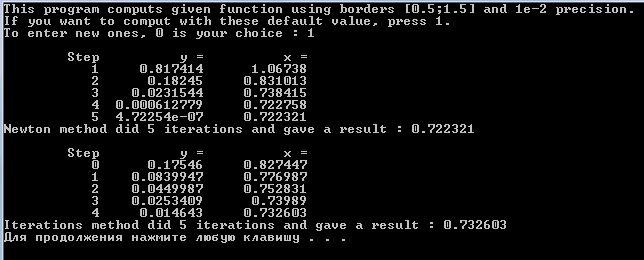 This program computs given function using borders [0.5;1.5] and 1e-2 precision.
If you want to comput with these default value, press 1.
To enter new ones, 0 is your choice : 1
Step y = x =
1 0.817414 1.06738
2 0.18245 0.831013
3 0.0231544 0.738415
4 0.000612779 0.722758
5 4.72254e-07 0.722321
Newton method did 5 iterations and gave a result : 0.722321
Step y = x =
0 0.17546 0.827447
1 0.0839947 0.776987
2 0.0449987 0.752831
3 0.0253409 0.73989
4 0.014643 0.732603
Iterations method did 5 iterations and gave a result : 0.732603
Для продолжения нажмите любую клавишу . . .